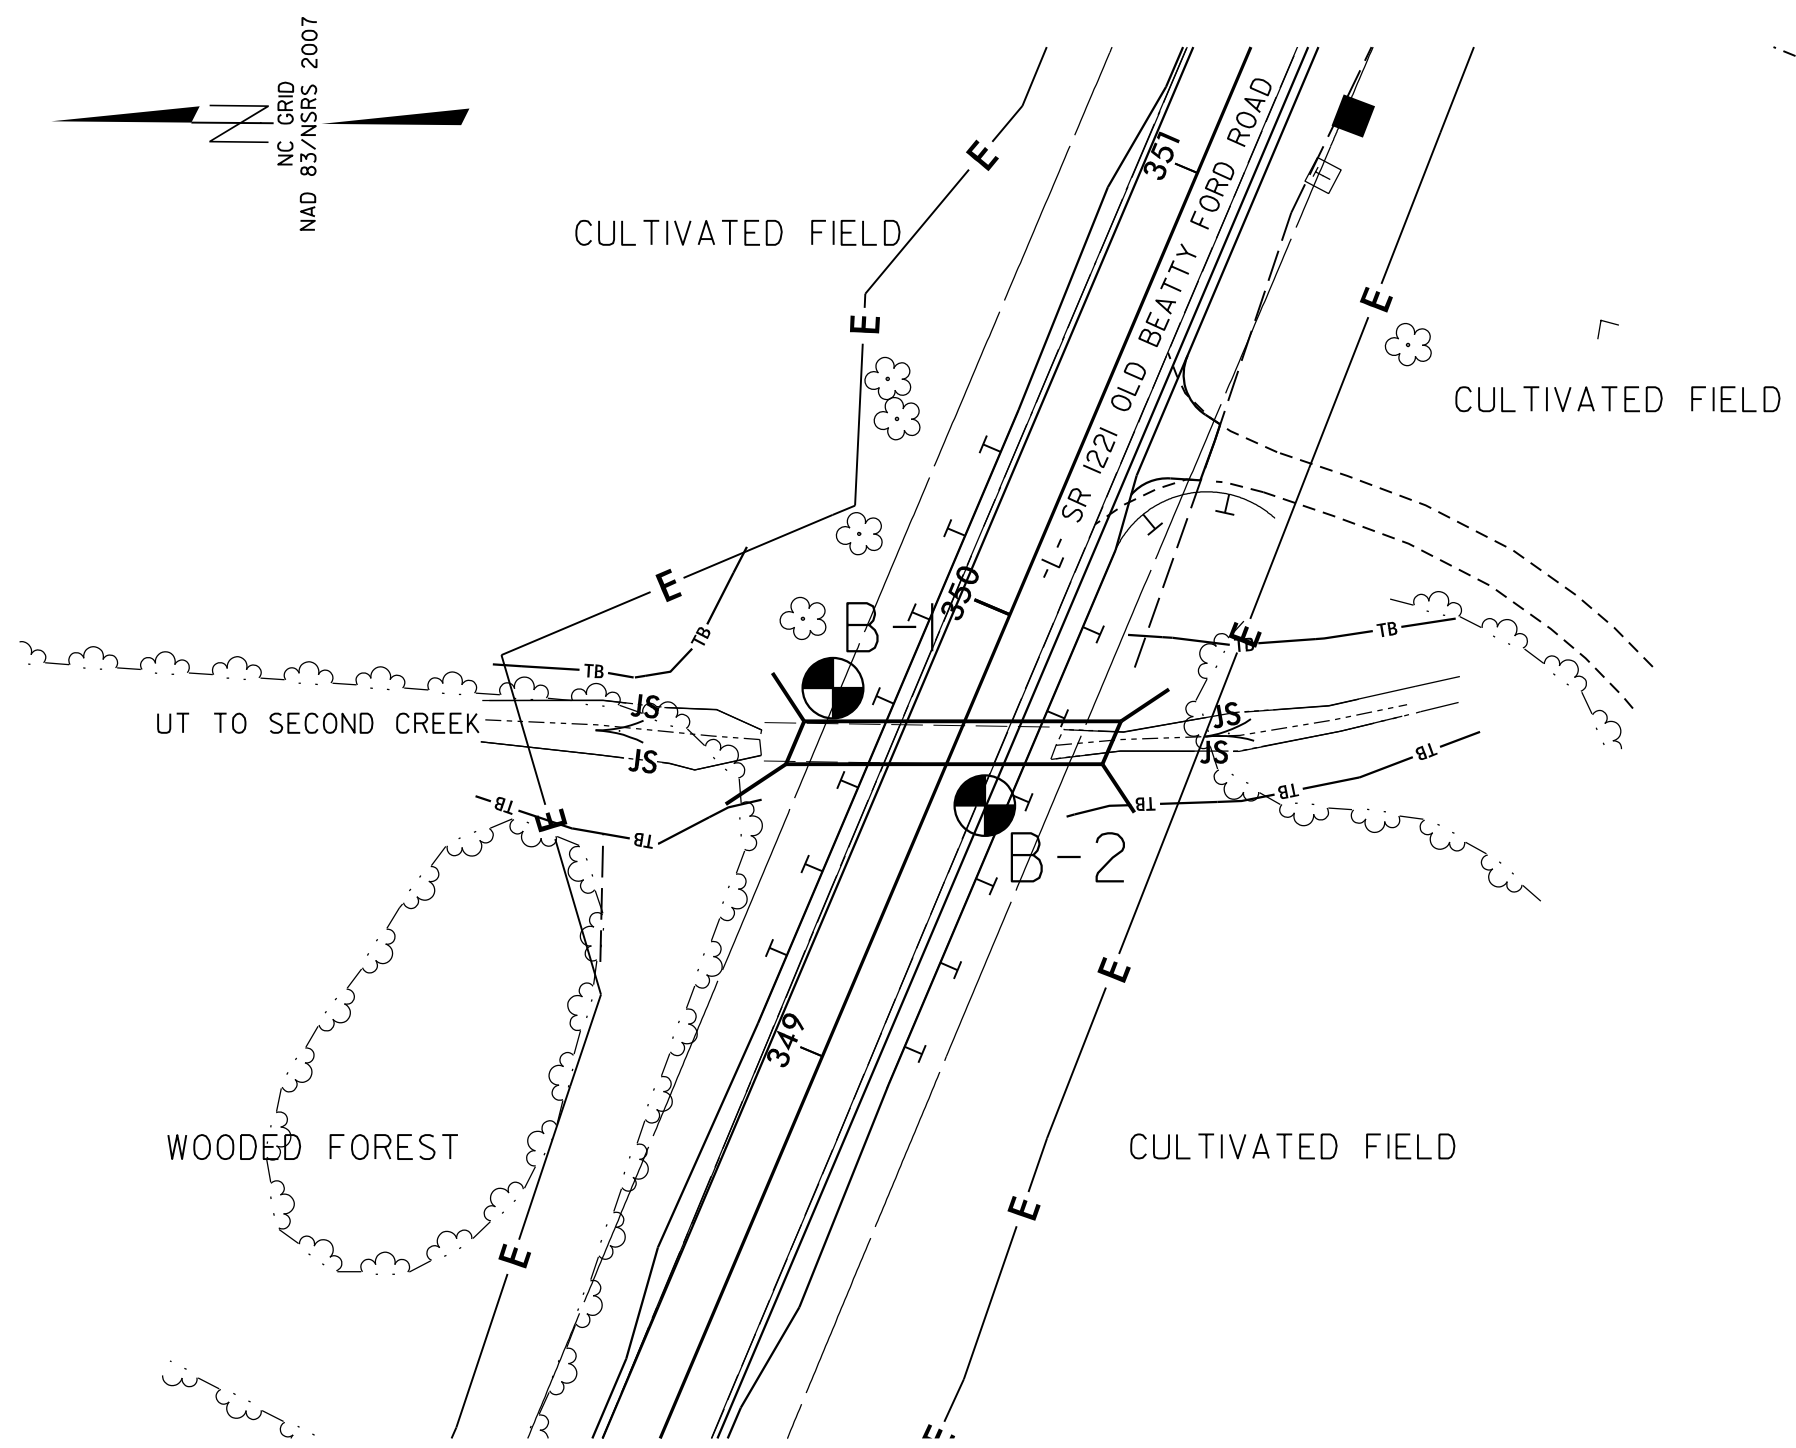 NC GRID
NAD 83/NSRS 2007
E
351
-L- SR 1221 OLD BEATTY FORD ROAD
CULTIVATED FIELD
E
E
CULTIVATED FIELD
E
350
B-1
TB
TB
TB
E
TB
JS
JS
UT TO SECOND CREEK
JS
JS
TB
TB
TB
TB
TB
E
B-2
E
349
WOODED FOREST
CULTIVATED FIELD
E
E
E